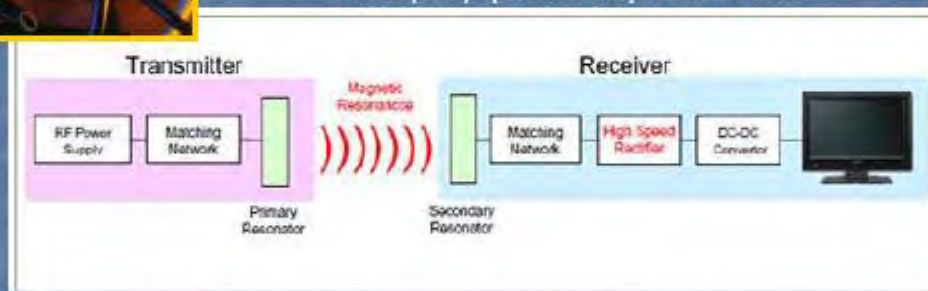 Transmitter
Receiver
Magnetic
Resonance
RF Power
Supply
Matching
Network
Matching
Network
High Speed
Rectifier
DC-DC
Convertor
Primary
Resonator
Secondary
Resonator